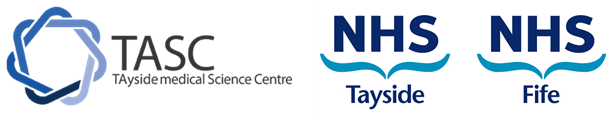 TASC
TAyside medical Science Centre
NHS
Tayside
NHS
Fife